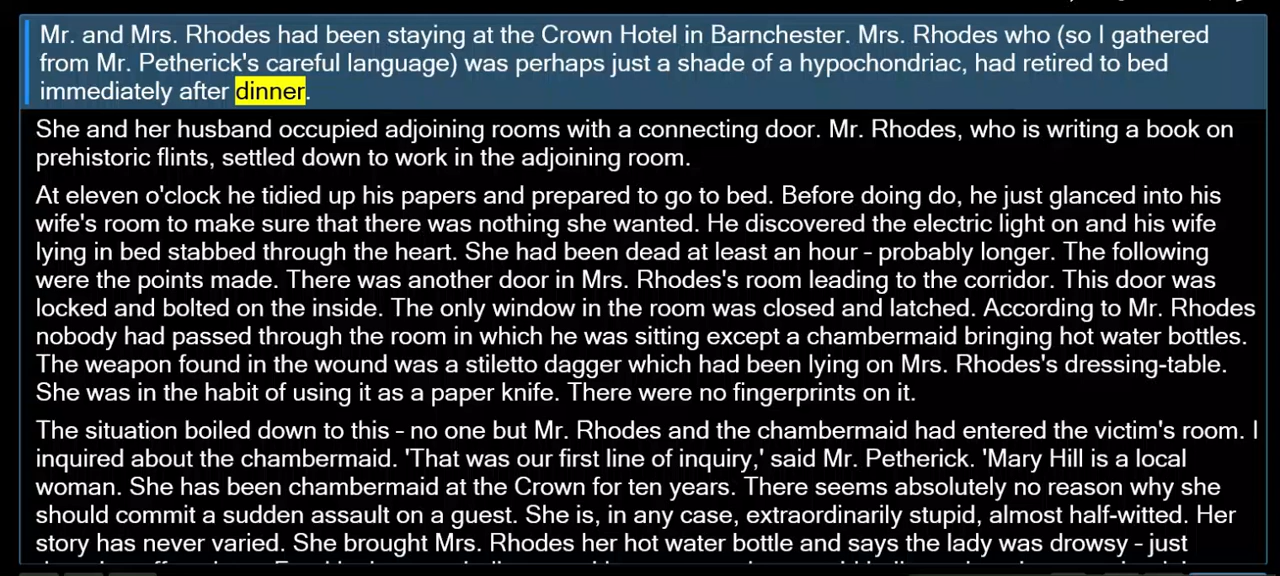 Mr. and Mrs. Rhodes had been staying at the Crown Hotel in Barnchester. Mrs. Rhodes who (so I gathered
from Mr. Petherick's careful language) was perhaps just a shade of a hypochondriac, had retired to bed
immediately after dinner.
She and her husband occupied adjoining rooms with a connecting door. Mr. Rhodes, who is writing a book on
prehistoric flints, settled down to work in the adjoining room.
At eleven o'clock he tidied up his papers and prepared to go to bed. Before doing do, he just glanced into his
wife's room to make sure that there was nothing she wanted. He discovered the electric light on and his wife
lying in bed stabbed through the heart. She had been dead at least an hour – probably longer. The following
were the points made. There was another door in Mrs. Rhodes's room leading to the corridor. This door was
locked and bolted on the inside. The only window in the room was closed and latched. According to Mr. Rhodes
nobody had passed through the room in which he was sitting except a chambermaid bringing hot water bottles.
The weapon found in the wound was a stiletto dagger which had been lying on Mrs. Rhodes's dressing-table.
She was in the habit of using it as a paper knife. There were no fingerprints on it.
The situation boiled down to this – no one but Mr. Rhodes and the chambermaid had entered the victim's room. I
inquired about the chambermaid. 'That was our first line of inquiry,' said Mr. Petherick. 'Mary Hill is a local
woman. She has been chambermaid at the Crown for ten years. There seems absolutely no reason why she
should commit a sudden assault on a guest. She is, in any case, extraordinarily stupid, almost half-witted. Her
story has never varied. She brought Mrs. Rhodes her hot water bottle and says the lady was drowsy – just